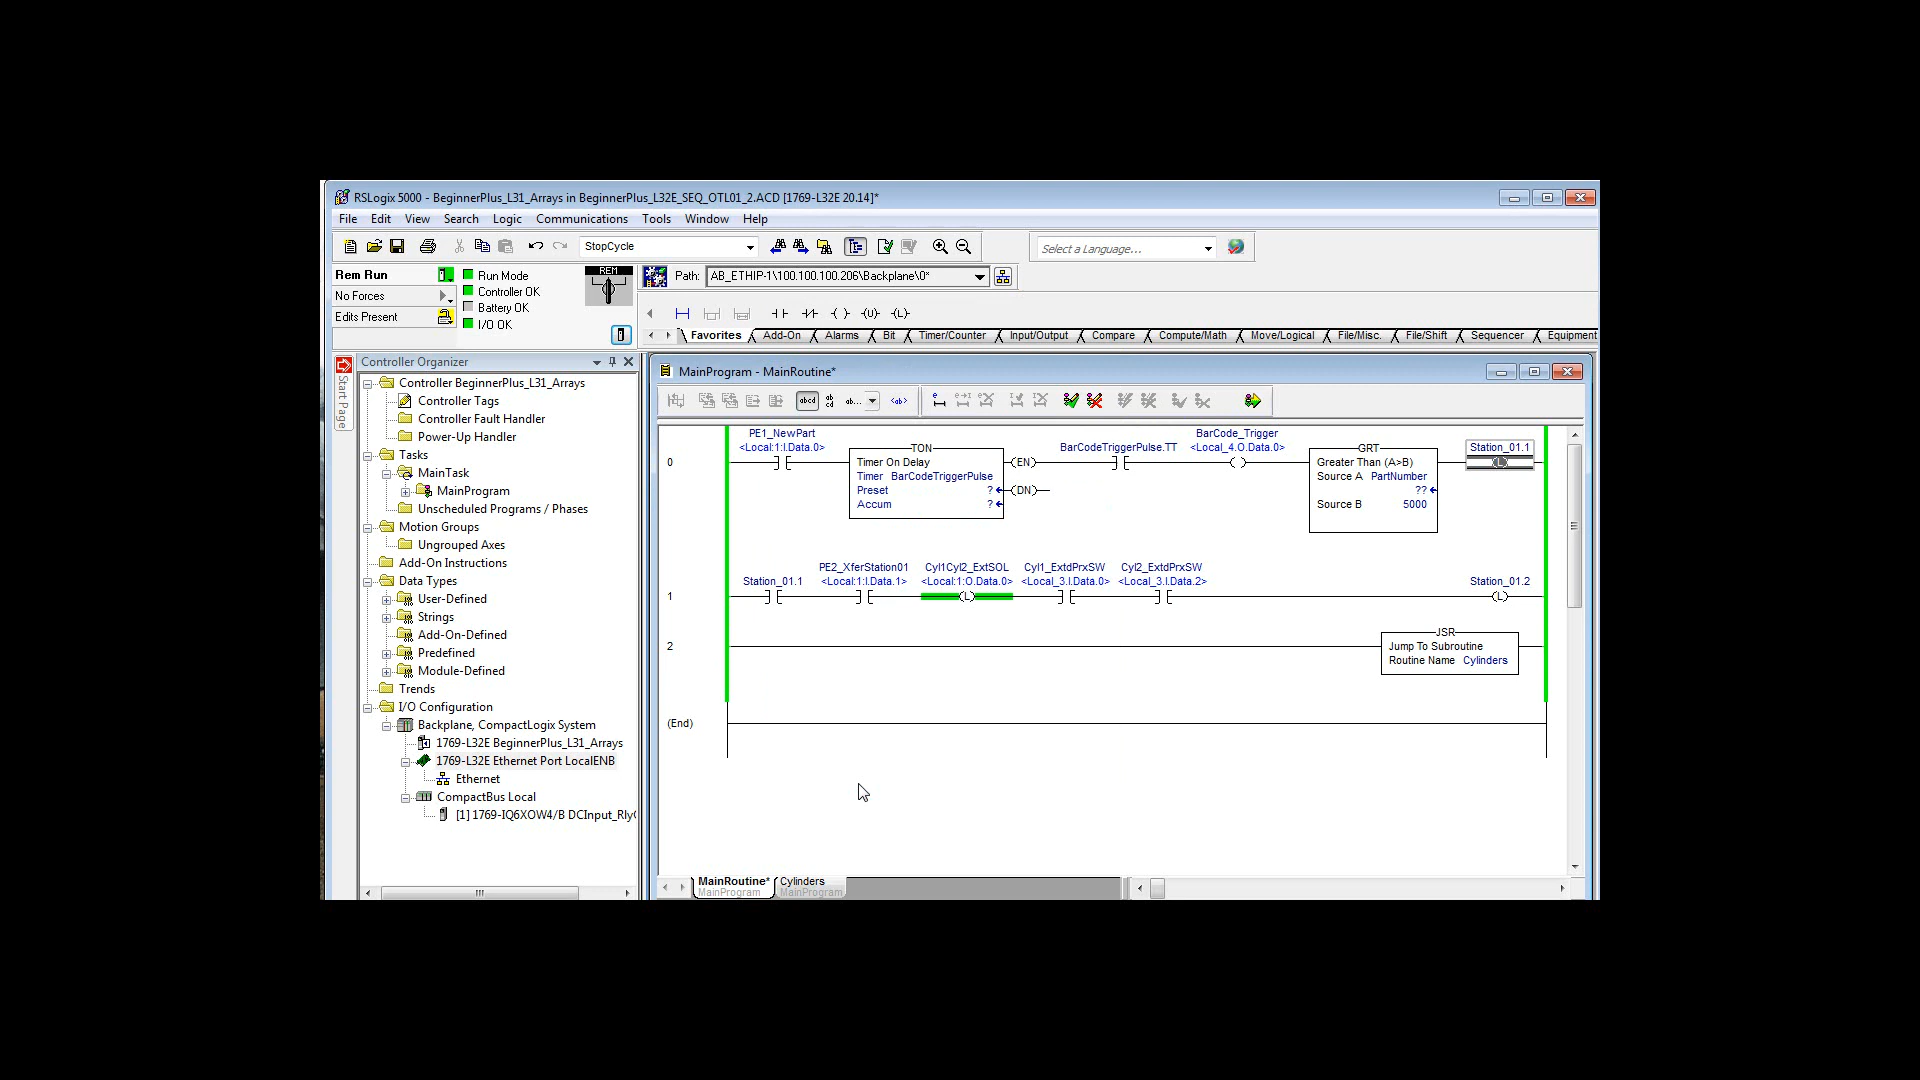 RSLogix 5000 - BeginnerPlus_L31_Arrays in BeginnerPlus_L32E_SEQ_OTL01_2.ACD [1769-L32E 20.14]*
File Edit View Search Logic Communications Tools Window Help
StopCycle
Select a Language...
Rem Run
No Forces
Edits Present
Run Mode
Controller OK
Battery OK
I/O OK
REM
Path: AB_ETHIP-1\100.100.100.206\Backplane\0*
Favorites Add-On Alarms Bit Timer/Counter Input/Output Compare Compute/Math Move/Logical File/Misc. File/Shift Sequencer Equipment
Start Page
Controller Organizer
Controller BeginnerPlus_L31_Arrays
Controller Tags
Controller Fault Handler
Power-Up Handler
Tasks
MainTask
MainProgram
Unscheduled Programs / Phases
Motion Groups
Ungrouped Axes
Add-On Instructions
Data Types
User-Defined
Strings
Add-On-Defined
Predefined
Module-Defined
Trends
I/O Configuration
Backplane, CompactLogix System
1769-L32E BeginnerPlus_L31_Arrays
1769-L32E Ethernet Port LocalENB
Ethernet
CompactBus Local
[1] 1769-IQ6XOW4/B DCInput_Rly
MainProgram - MainRoutine*
abcd ab cd ab... <ab>
0
PE1_NewPart
<Local:1:I.Data.0>
TON
Timer On Delay
Timer BarCodeTriggerPulse
Preset ?
Accum ?
EN
DN
BarCodeTriggerPulse.TT
BarCode_Trigger
<Local_4.O.Data.0>
GRT
Greater Than (A>B)
Source A PartNumber
??
Source B 5000
Station_01.1
L
1
Station_01.1
PE2_XferStation01
<Local:1:I.Data.1>
Cyl1Cyl2_ExtSOL
<Local:1:O.Data.0>
L
Cyl1_ExtdPrxSW
<Local_3.I.Data.0>
Cyl2_ExtdPrxSW
<Local_3.I.Data.2>
Station_01.2
L
2
JSR
Jump To Subroutine
Routine Name Cylinders
(End)
MainRoutine* Cylinders
MainProgram MainProgram